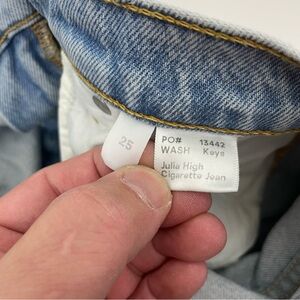 25
PO# 13442
WASH Keys
Julia High
Cigarette Jean